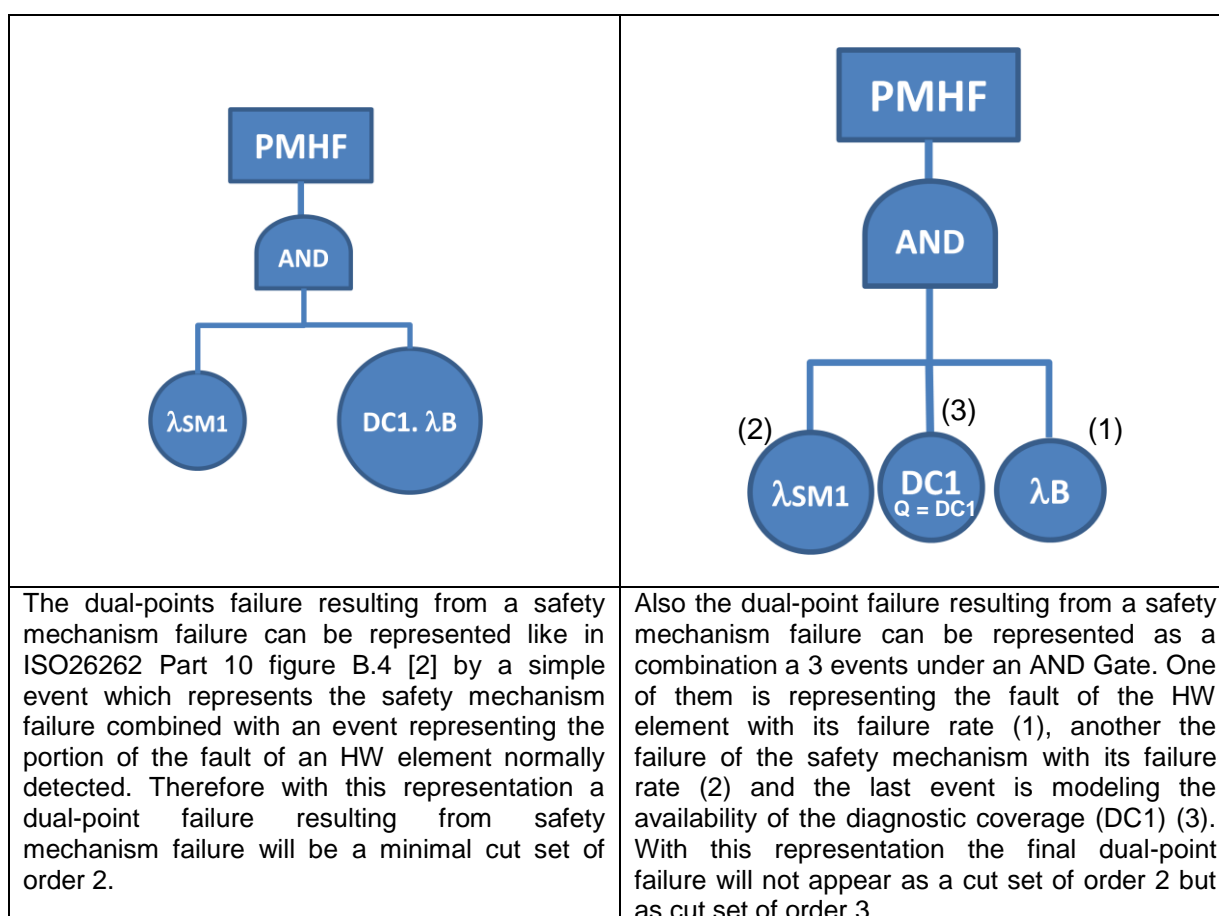 PMHF
AND
λSM1
DC1. λB
The dual-points failure resulting from a safety
mechanism failure can be represented like in
ISO26262 Part 10 figure B.4 [2] by a simple
event which represents the safety mechanism
failure combined with an event representing the
portion of the fault of an HW element normally
detected. Therefore with this representation a
dual-point failure resulting from safety
mechanism failure will be a minimal cut set of
order 2.
PMHF
AND
(2)
(3)
(1)
λSM1
DC1
Q = DC1
λB
Also the dual-point failure resulting from a safety
mechanism failure can be represented as a
combination a 3 events under an AND Gate. One
of them is representing the fault of the HW
element with its failure rate (1), another the
failure of the safety mechanism with its failure
rate (2) and the last event is modeling the
availability of the diagnostic coverage (DC1) (3).
With this representation the final dual-point
failure will not appear as a cut set of order 2 but
as cut set of order 3